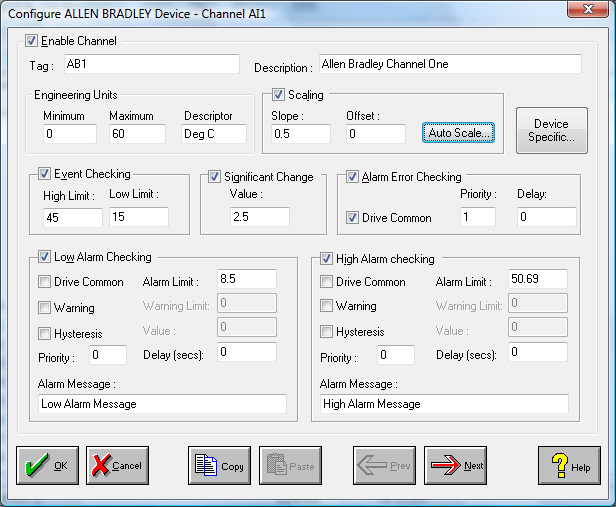 Configure ALLEN BRADLEY Device - Channel AI1
Enable Channel
Tag : AB1 Description : Allen Bradley Channel One
Engineering Units Scaling
Minimum Maximum Descriptor Slope : Offset :
0 60 Deg C 0.5 0 Auto Scale... Device Specific...
Event Checking Significant Change Alarm Error Checking
High Limit : Low Limit : Value : Priority : Delay:
45 15 2.5 Drive Common 1 0
Low Alarm Checking
Drive Common Alarm Limit : 8.5
Warning Warning Limit: 0
Hysteresis Value : 0
Priority : 0 Delay (secs): 0
Alarm Message :
Low Alarm Message
High Alarm checking
Drive Common Alarm Limit : 50.69
Warning Warning Limit: 0
Hysteresis Value : 0
Priority : 0 Delay (secs): 0
Alarm Message :
High Alarm Message
OK Cancel Copy Paste Prev Next Help